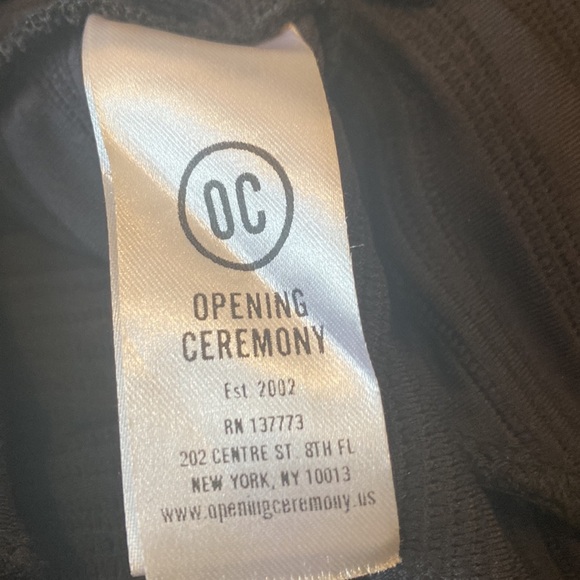 OC
OPENING
CEREMONY
Est. 2002
RN 137773
202 CENTRE ST. 8TH FL
NEW YORK, NY 10013
www.openingceremony.us